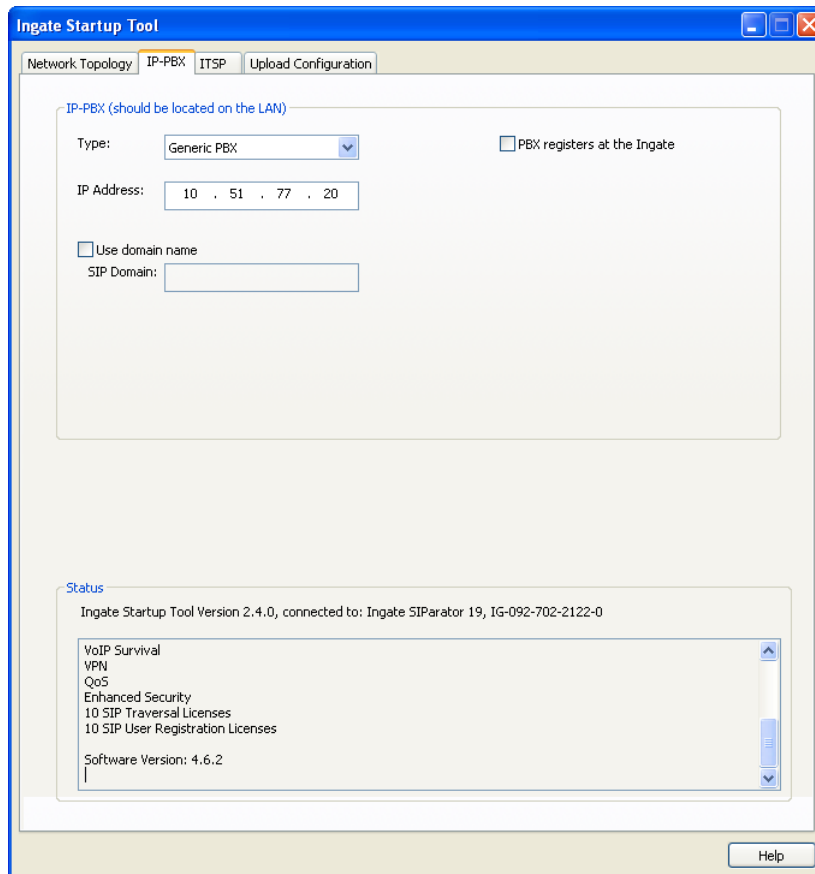 Ingate Startup Tool
Network Topology IP-PBX ITSP Upload Configuration
IP-PBX (should be located on the LAN)
Type: Generic PBX PBX registers at the Ingate
IP Address: 10 . 51 . 77 . 20
Use domain name
SIP Domain:
Status
Ingate Startup Tool Version 2.4.0, connected to: Ingate SIParator 19, IG-092-702-2122-0
VoIP Survival
VPN
QoS
Enhanced Security
10 SIP Traversal Licenses
10 SIP User Registration Licenses
Software Version: 4.6.2
Help